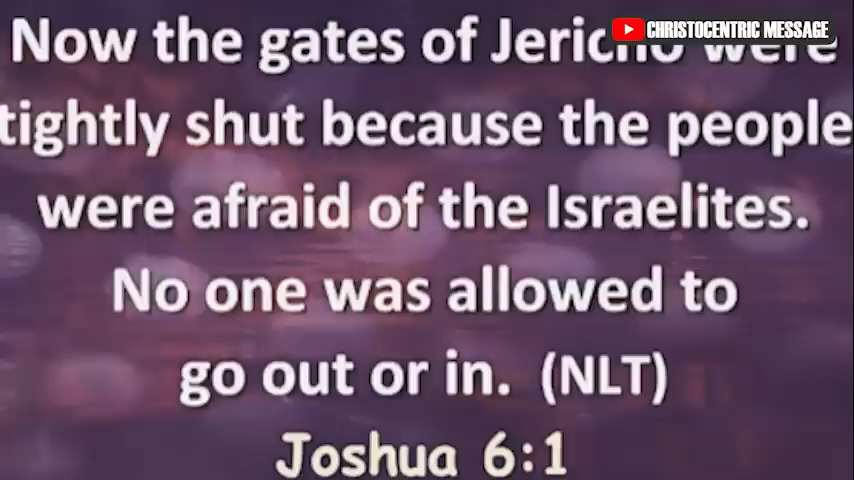 CHRISTOCENTRIC MESSAGE
Now the gates of Jericho were
tightly shut because the people
were afraid of the Israelites.
No one was allowed to
go out or in. (NLT)
Joshua 6:1